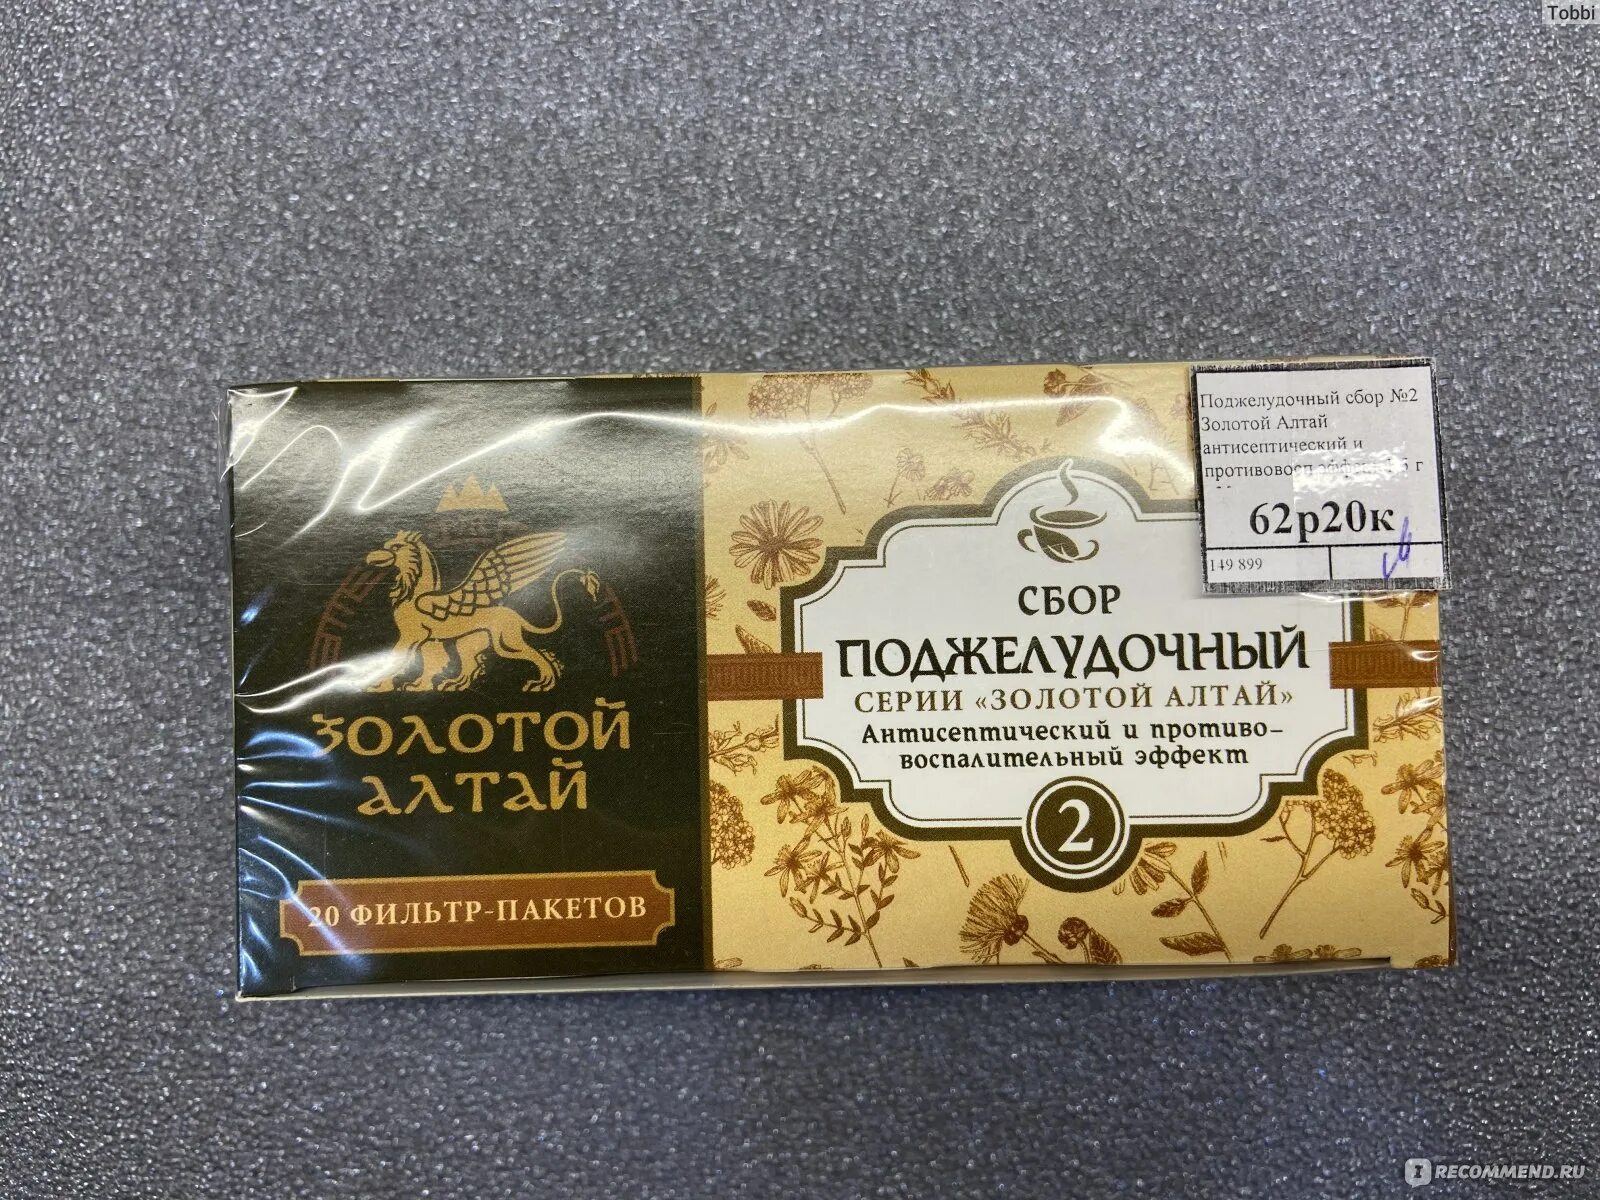 Tobbi
Поджелудочный сбор №2
Золотой Алтай
антисептический и
г
62р20к
149 899
ЗОЛОТОЙ
АЛТАЙ
20 ФИЛЬТР-ПАКЕТОВ
СБОР
ПОДЖЕЛУДОЧНЫЙ
СЕРИИ «ЗОЛОТОЙ АЛТАЙ»
Антисептический и противо-
воспалительный эффект
2
RECOMMEND.RU